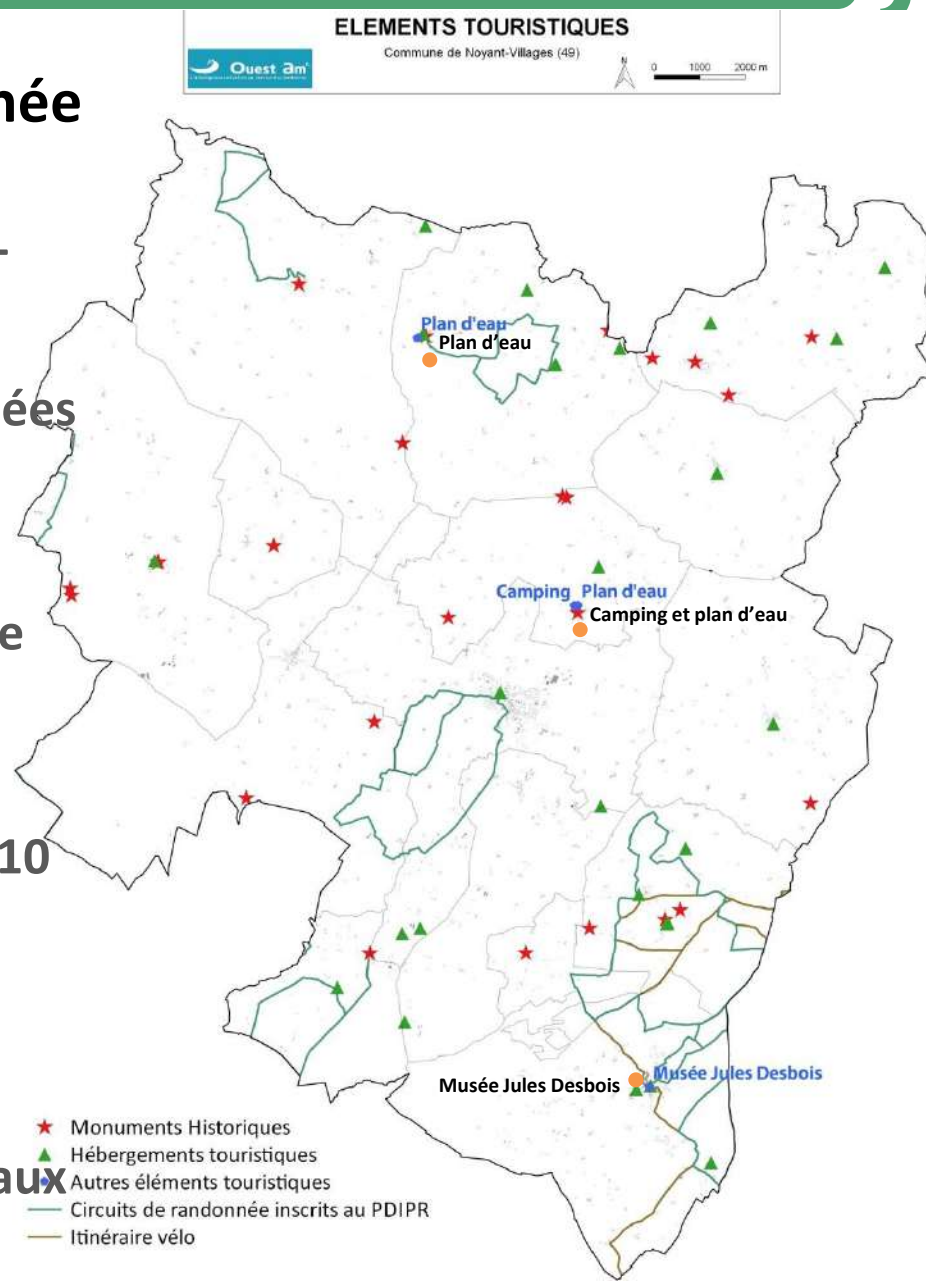 ELEMENTS TOURISTIQUES
Commune de Noyant-Villages (49)
Ouest am'
N
0 1000 2000 m
née
-
ées
e
10
aux
Plan d'eau
Plan d’eau
Camping Plan d'eau
Camping et plan d’eau
Musée Jules Desbois
Musée Jules Desbois
Monuments Historiques
Hébergements touristiques
Autres éléments touristiques
Circuits de randonnée inscrits au PDIPR
Itinéraire vélo